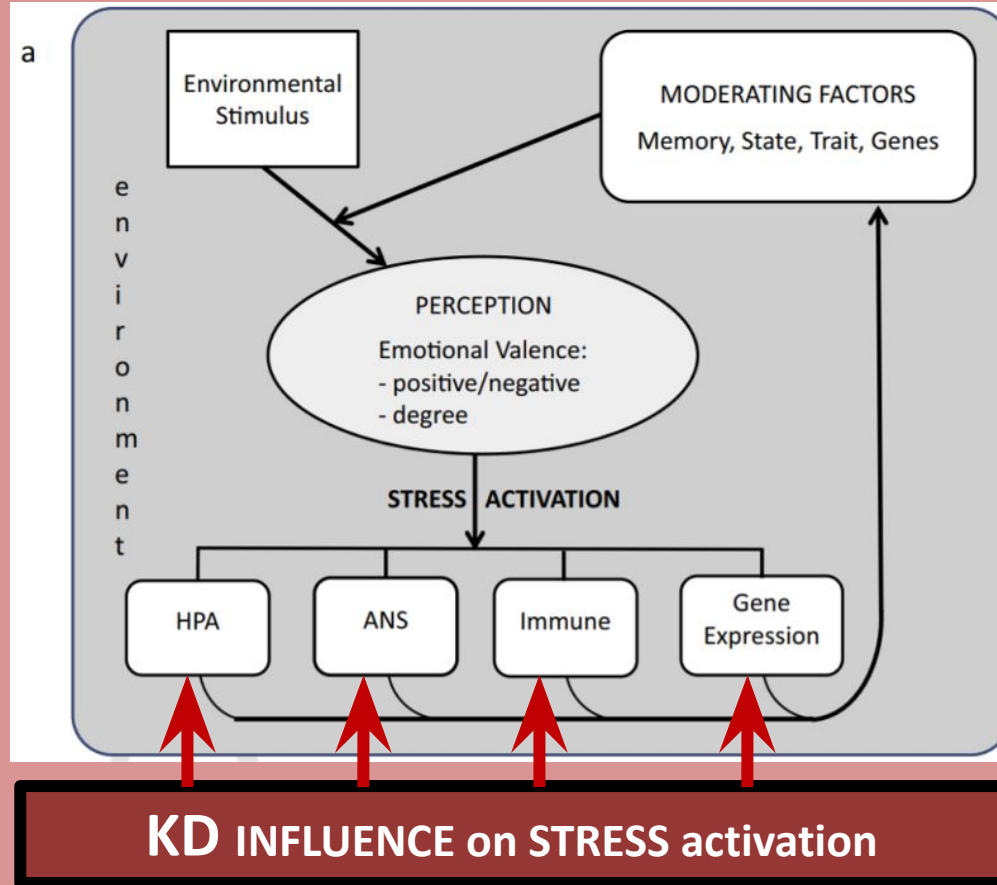 a
Environmental
Stimulus
MODERATING FACTORS
Memory, State, Trait, Genes
environment
PERCEPTION
Emotional Valence:
- positive/negative
- degree
STRESS ACTIVATION
HPA
ANS
Immune
Gene
Expression
KD INFLUENCE on STRESS activation